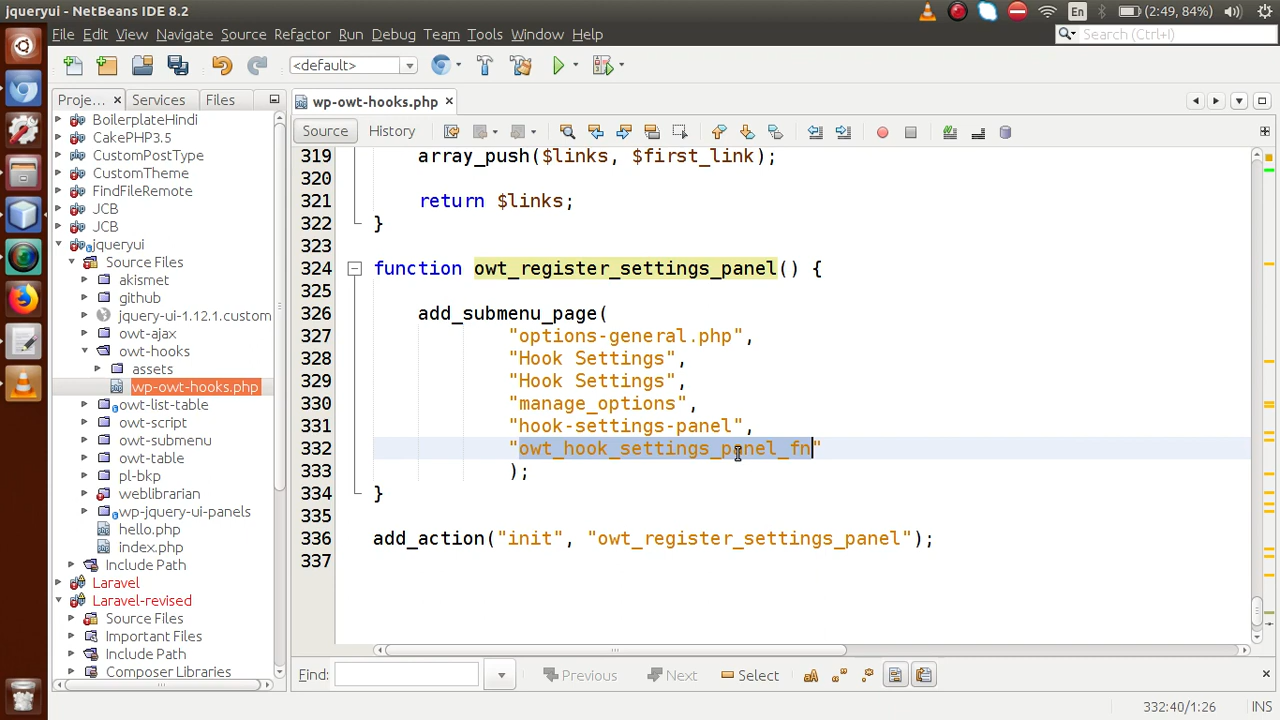 jqueryui - NetBeans IDE 8.2
En
(2:49, 84%)
File Edit View Navigate Source Refactor Run Debug Team Tools Window Help
Search (Ctrl+I)
<default>
Proje... Services Files
wp-owt-hooks.php
Source History
BoilerplateHindi
CakePHP3.5
CustomPostType
CustomTheme
FindFileRemote
JCB
JCB
jqueryui
Source Files
akismet
github
jquery-ui-1.12.1.custom
owt-ajax
owt-hooks
assets
wp-owt-hooks.php
owt-list-table
owt-script
owt-submenu
owt-table
pl-bkp
weblibrarian
wp-jquery-ui-panels
hello.php
index.php
Include Path
Laravel
Laravel-revised
Source Files
Important Files
Include Path
Composer Libraries
319 array_push($links, $first_link);
320
321 return $links;
322 }
323
324 function owt_register_settings_panel() {
325
326 add_submenu_page(
327 "options-general.php",
328 "Hook Settings",
329 "Hook Settings",
330 "manage_options",
331 "hook-settings-panel",
332 "owt_hook_settings_panel_fn"
333 );
334 }
335
336 add_action("init", "owt_register_settings_panel");
337
Find: Previous Next Select
332:40/1:26 INS